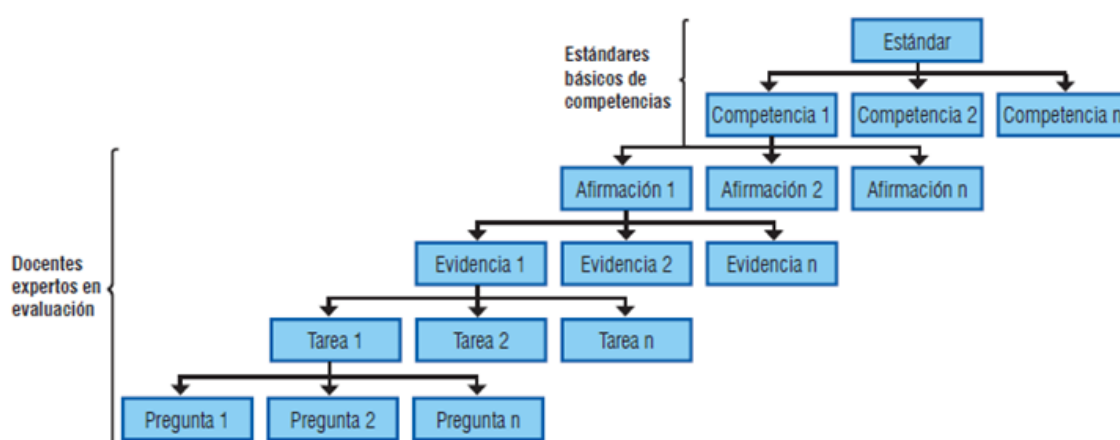 Estándares
básicos de
competencias
Estándar
Competencia 1
Competencia 2
Competencia n
Afirmación 1
Afirmación 2
Afirmación n
Docentes
expertos en
evaluación
Evidencia 1
Evidencia 2
Evidencia n
Tarea 1
Tarea 2
Tarea n
Pregunta 1
Pregunta 2
Pregunta n